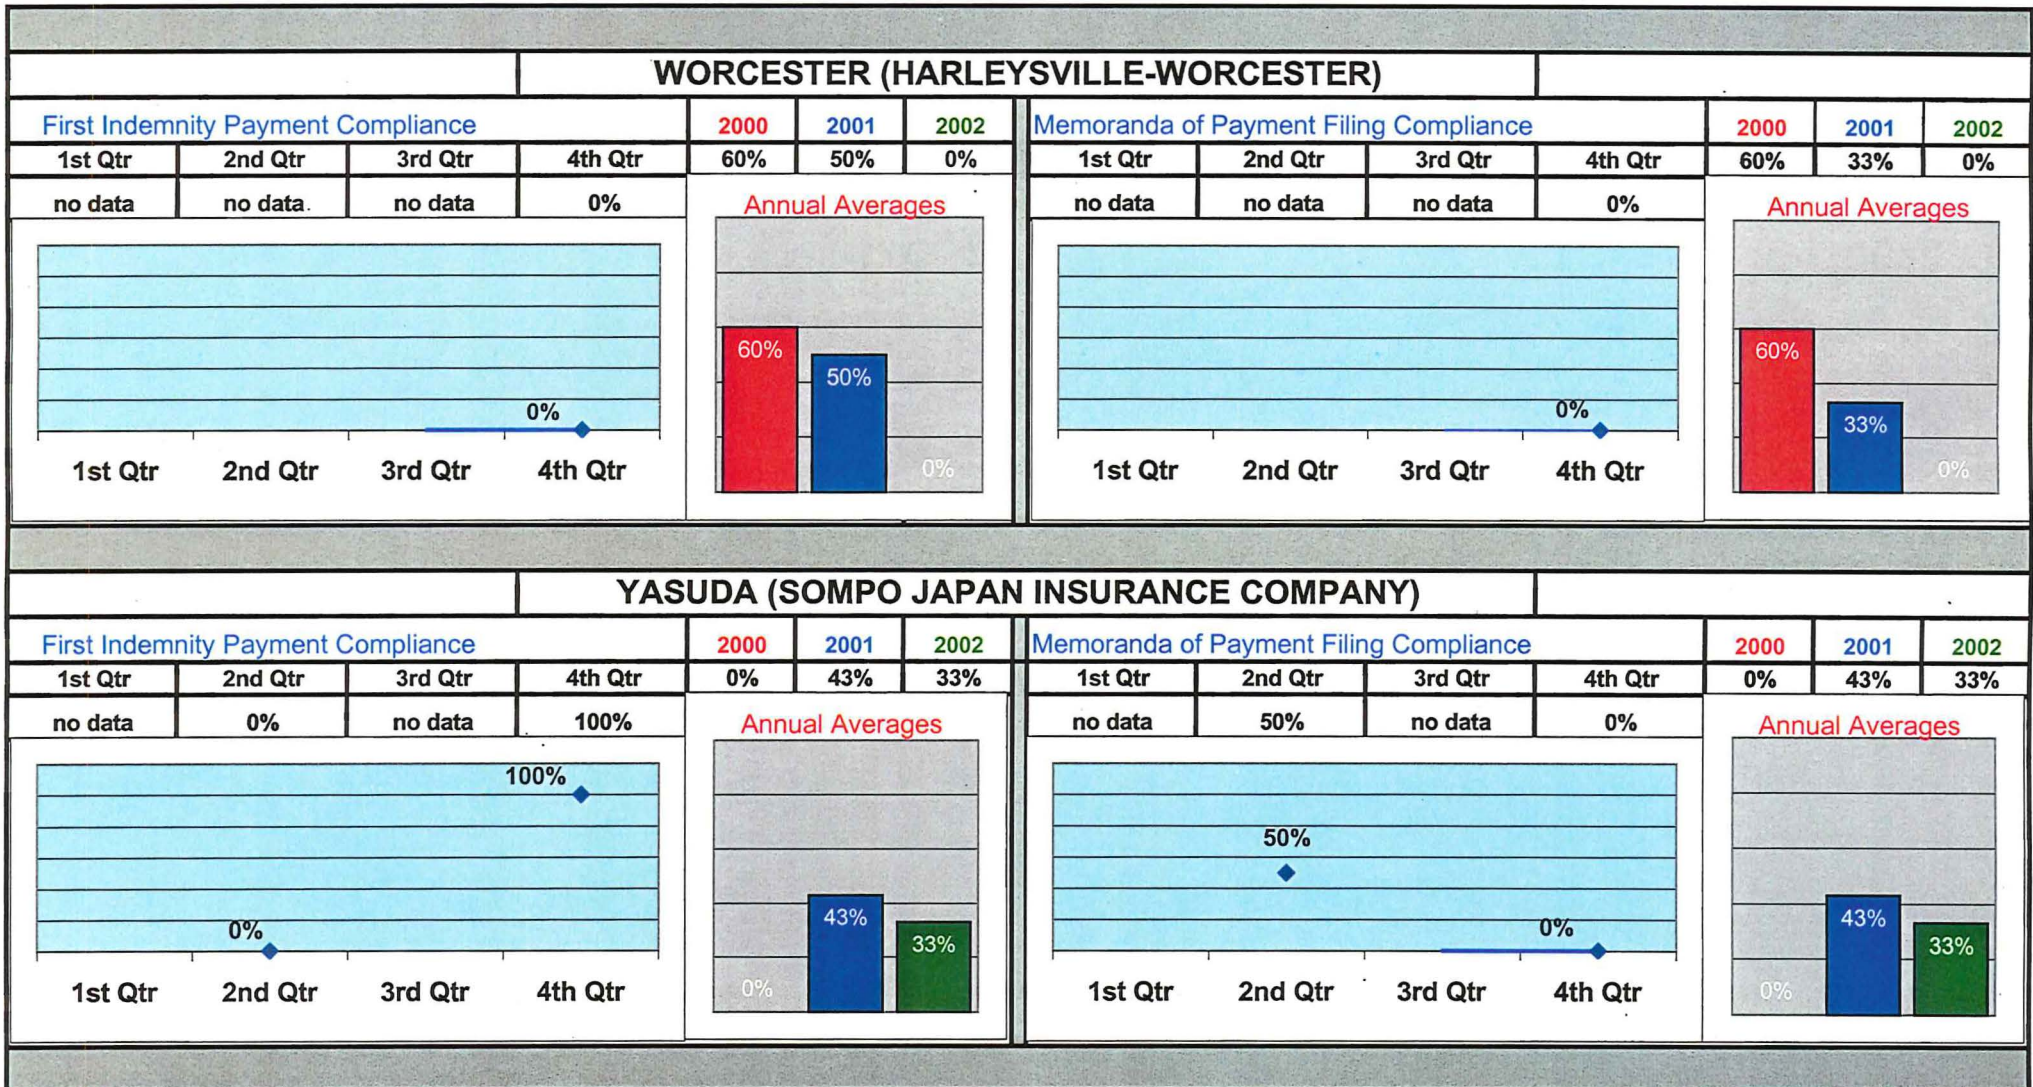 WORCESTER (HARLEYSVILLE-WORCESTER)
First Indemnity Payment Compliance 2000 2001 2002
1st Qtr 2nd Qtr 3rd Qtr 4th Qtr 60% 50% 0%
no data no data no data 0%
Annual Averages
60%
50%
0%
0%
1st Qtr 2nd Qtr 3rd Qtr 4th Qtr
Memoranda of Payment Filing Compliance 2000 2001 2002
1st Qtr 2nd Qtr 3rd Qtr 4th Qtr 60% 33% 0%
no data no data no data 0%
Annual Averages
60%
0%
33%
0%
1st Qtr 2nd Qtr 3rd Qtr 4th Qtr
YASUDA (SOMPO JAPAN INSURANCE COMPANY)
First Indemnity Payment Compliance 2000 2001 2002
1st Qtr 2nd Qtr 3rd Qtr 4th Qtr 0% 43% 33%
no data 0% no data 100%
Annual Averages
100%
43%
0%
33%
0%
1st Qtr 2nd Qtr 3rd Qtr 4th Qtr
Memoranda of Payment Filing Compliance 2000 2001 2002
1st Qtr 2nd Qtr 3rd Qtr 4th Qtr 0% 43% 33%
no data 50% no data 0%
Annual Averages
50%
43%
0%
33%
0%
1st Qtr 2nd Qtr 3rd Qtr 4th Qtr